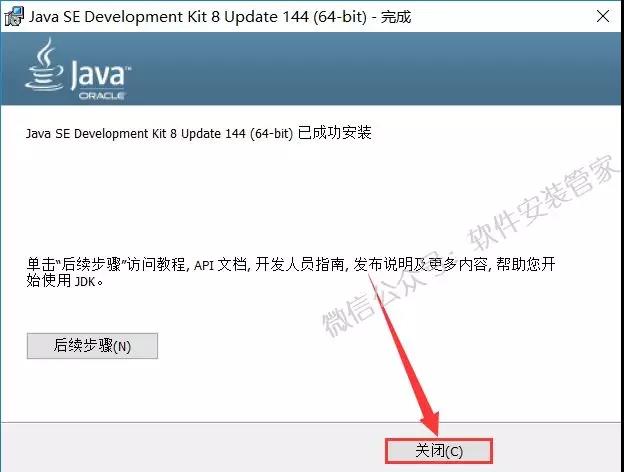 Java SE Development Kit 8 Update 144 (64-bit) - 完成
Java™
ORACLE
Java SE Development Kit 8 Update 144 (64-bit) 已成功安装
微信公众号：软件安装管家
单击“后续步骤”访问教程, API 文档, 开发人员指南, 发布说明及更多内容, 帮助您开
始使用 JDK。
后续步骤(N)
关闭(C)